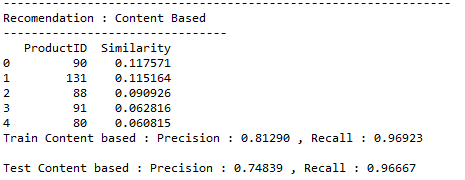 ----------------------------------------------------------------
Recomendation : Content Based
--------------------------------
   ProductID  Similarity
0         90    0.117571
1        131    0.115164
2         88    0.090926
3         91    0.062816
4         80    0.060815
Train Content based : Precision : 0.81290 , Recall : 0.96923
Test Content based : Precision : 0.74839 , Recall : 0.96667